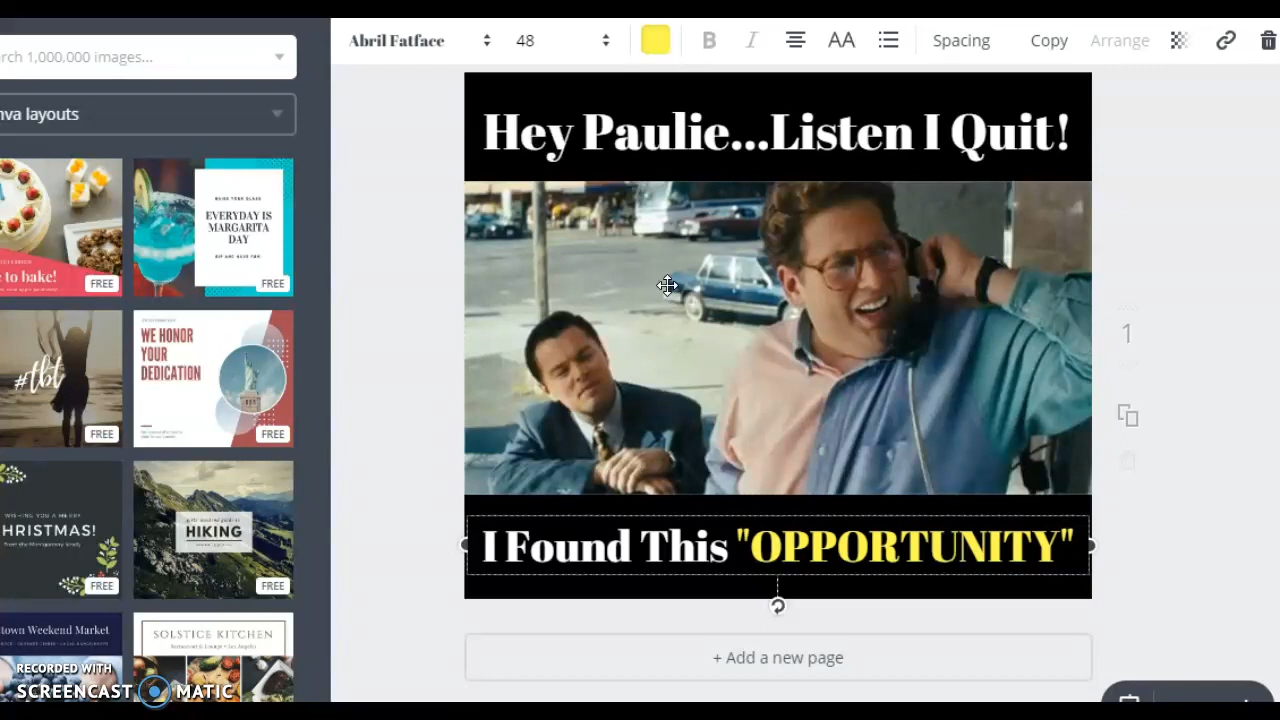 Abril Fatface
48
B
I
AA
Spacing
Copy
Arrange
rch 1,000,000 images...
nva layouts
to bake!
FREE
EVERYDAY IS
MARGARITA
DAY
FREE
#tbt
FREE
WE HONOR
YOUR
DEDICATION
FREE
HRISTMAS!
FREE
HIKING
FREE
town Weekend Market
SOLSTICE KITCHEN
Hey Paulie...Listen I Quit!
I Found This "OPPORTUNITY"
1
+ Add a new page
RECORDED WITH
SCREENCAST MATIC